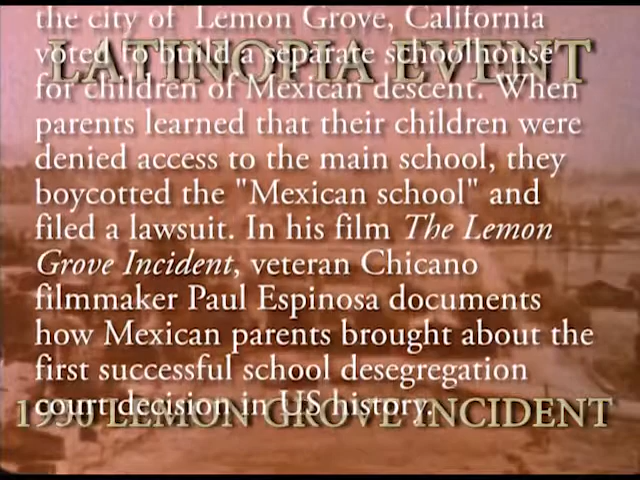 the city of Lemon Grove, California
voted to build a separate schoolhouse
LATINOPIA EVENT
for children of Mexican descent. When
parents learned that their children were
denied access to the main school, they
boycotted the "Mexican school" and
filed a lawsuit. In his film The Lemon
Grove Incident, veteran Chicano
filmmaker Paul Espinosa documents
how Mexican parents brought about the
first successful school desegregation
court decision in US history.
1930 LEMON GROVE INCIDENT